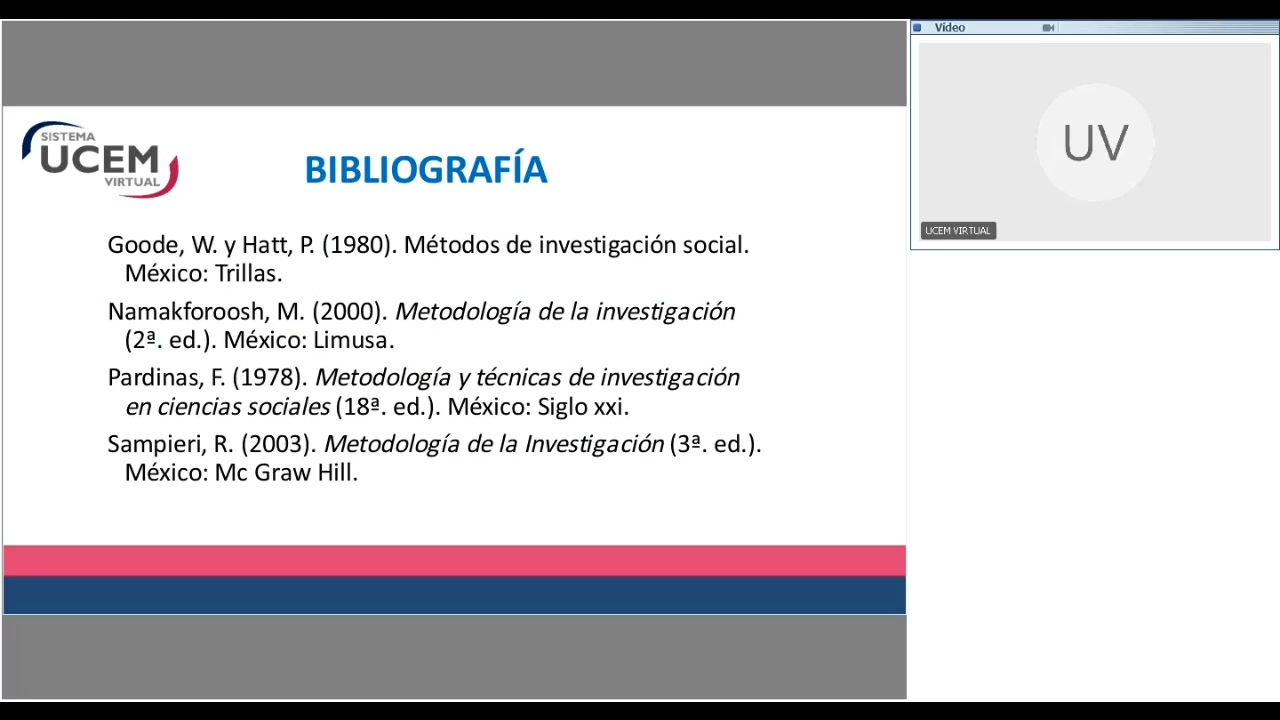 SISTEMA
UCEM
VIRTUAL
BIBLIOGRAFÍA
Goode, W. y Hatt, P. (1980). Métodos de investigación social.
México: Trillas.
Namakforoosh, M. (2000). Metodología de la investigación
(2ª. ed.). México: Limusa.
Pardinas, F. (1978). Metodología y técnicas de investigación
en ciencias sociales (18ª. ed.). México: Siglo xxi.
Sampieri, R. (2003). Metodología de la Investigación (3ª. ed.).
México: Mc Graw Hill.
Vídeo
UV
UCEM VIRTUAL